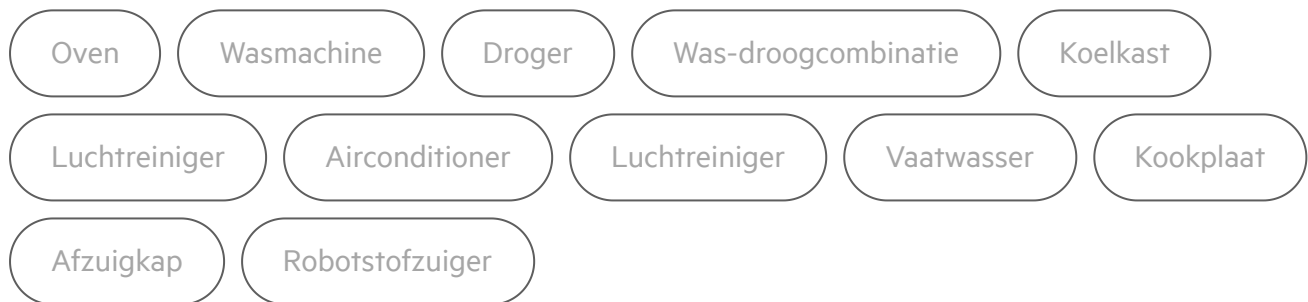 Oven Wasmachine Droger Was-droogcombinatie Koelkast
Luchtreiniger Airconditioner Luchtreiniger Vaatwasser Kookplaat
Afzuigkap Robotstofzuiger